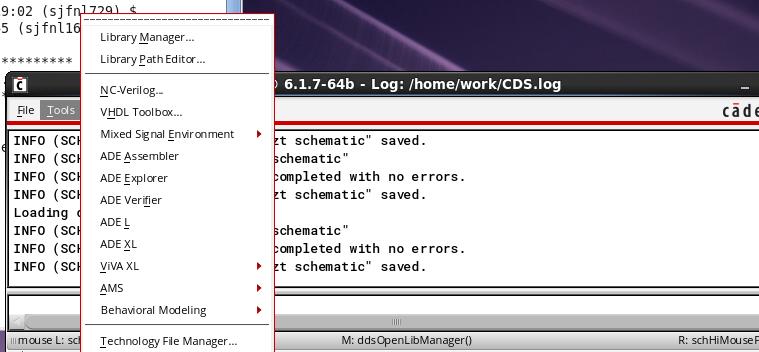 9:02 (sjfnl729) :
5 (sjfnl16
*********
6.1.7-64b - Log: /home/work/CDS.log
File Tools cāde
Library Manager...
Library Path Editor...
NC-Verilog...
VHDL Toolbox...
Mixed Signal Environment
ADE Assembler
ADE Explorer
ADE Verifier
ADE L
ADE XL
ViVA XL
AMS
Behavioral Modeling
Technology File Manager...
INFO (SCH zt schematic" saved.
INFO (SCH schematic"
INFO (SCH completed with no errors.
INFO (SCH zt schematic" saved.
Loading
INFO (SCH schematic"
INFO (SCH completed with no errors.
INFO (SCH zt schematic" saved.
mouse L: sch M: ddsOpenLibManager() R: schHiMouseP